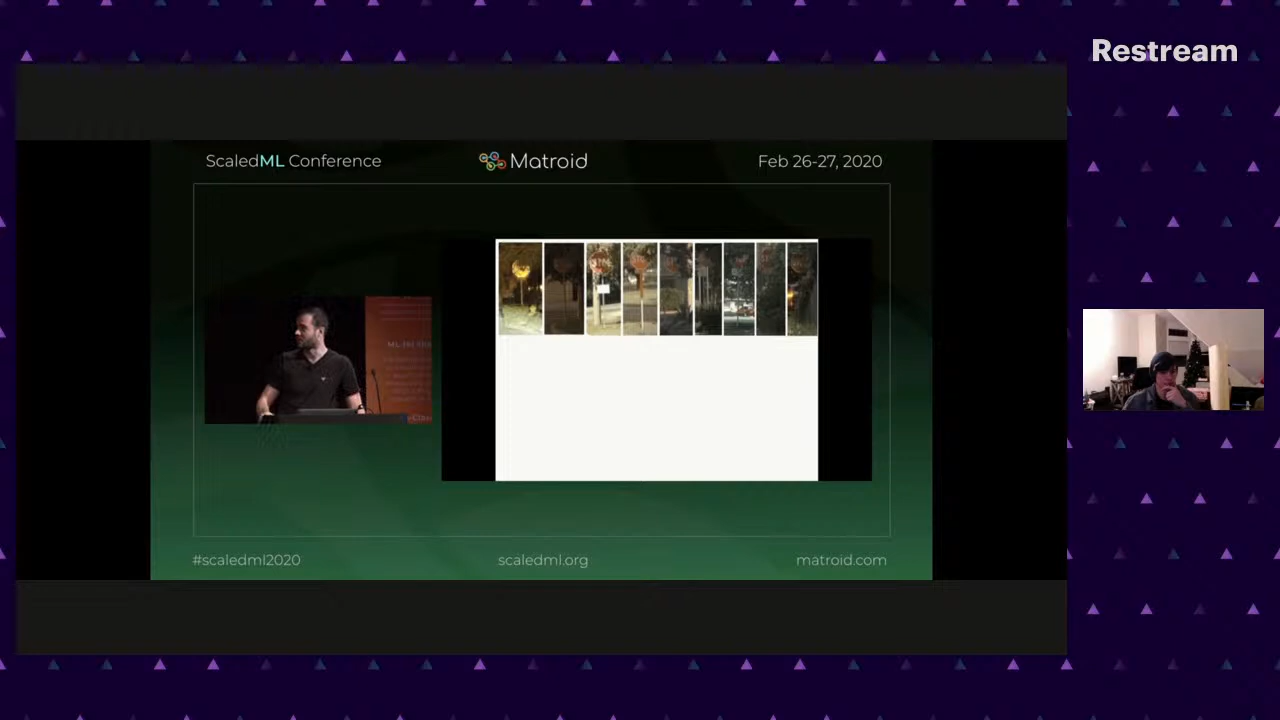 Restream
ScaledML Conference
Matroid
Feb 26-27, 2020
#scaledml2020
scaledml.org
matroid.com